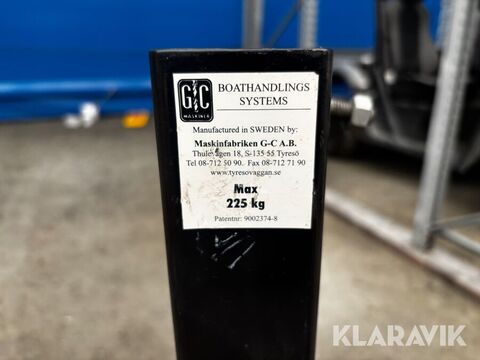 G C
MASKINER
BOATHANDLINGS
SYSTEMS
Manufactured in SWEDEN by:
Maskinfabriken G-C A.B.
Thulevägen 18, S-135 55 Tyresö
Tel 08-712 50 90. Fax 08-712 71 90
www.tyresovaggan.se
Max
225 kg
Patentnr: 9002374-8
KLARAVIK